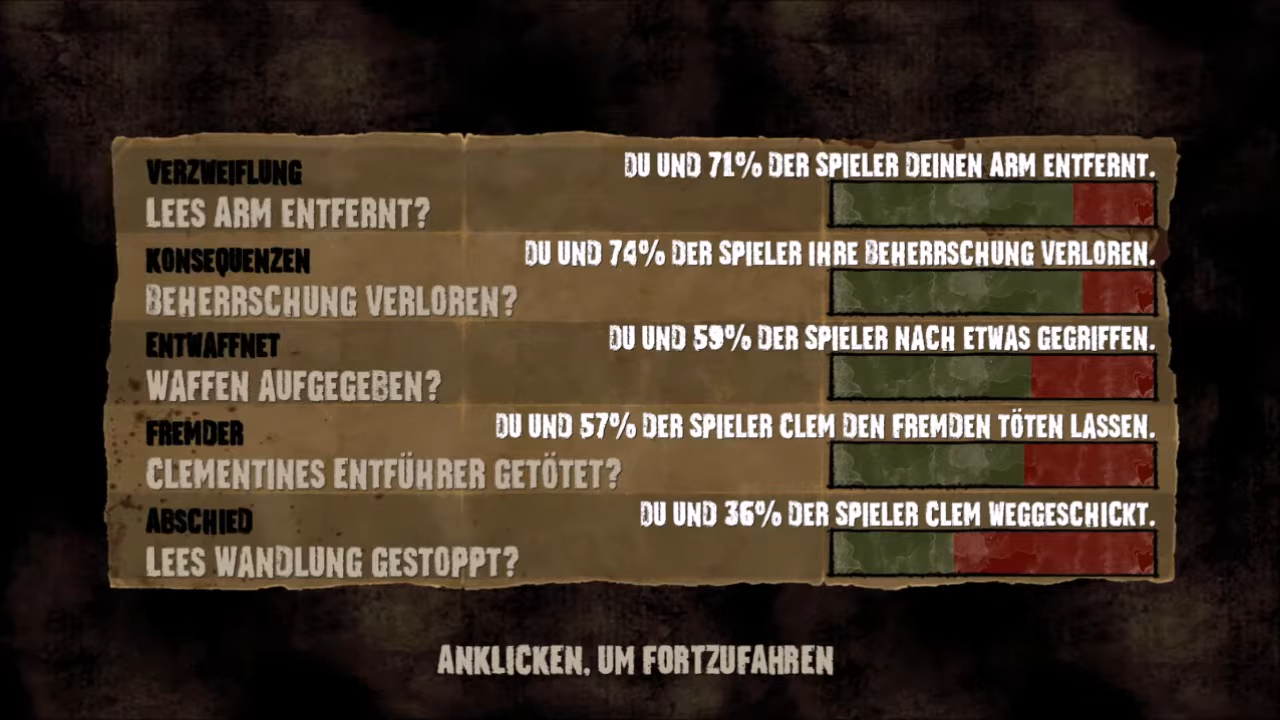 VERZWEIFLUNG
DU UND 71% DER SPIELER DEINEN ARM ENTFERNT.
LEES ARM ENTFERNT?
KONSEQUENZEN
DU UND 74% DER SPIELER IHRE BEHERRSCHUNG VERLOREN.
BEHERRSCHUNG VERLOREN?
ENTWAFFNET
DU UND 59% DER SPIELER NACH ETWAS GEGRIFFEN.
WAFFEN AUFGEGEBEN?
FREMDER
DU UND 57% DER SPIELER CLEM DEN FREMDEN TÖTEN LASSEN.
CLEMENTINES ENTFÜHRER GETÖTET?
ABSCHIED
DU UND 36% DER SPIELER CLEM WEGGESCHICKT.
LEES WANDLUNG GESTOPPT?
ANKLICKEN, UM FORTZUFAHREN